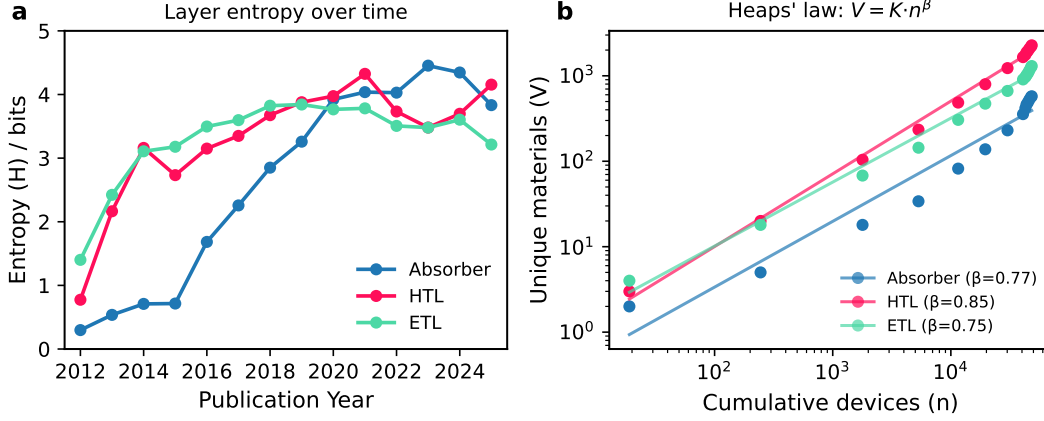 a
Layer entropy over time
Entropy (H) / bits
5
4
3
2
1
0
2012 2014 2016 2018 2020 2022 2024
Publication Year
Absorber
HTL
ETL
b
Heaps' law: V = K·n^β
Unique materials (V)
10³
10²
10¹
10⁰
10² 10³ 10⁴
Cumulative devices (n)
Absorber (β=0.77)
HTL (β=0.85)
ETL (β=0.75)